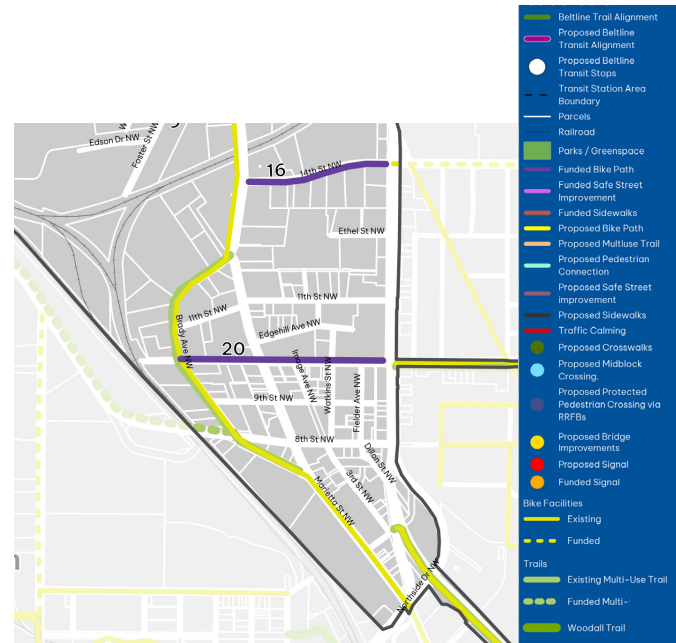 Beltline Trail Alignment
Proposed Beltline
Transit Alignment
Proposed Beltline
Transit Stops
Transit Station Area
Boundary
Parcels
Railroad
Parks / Greenspace
Funded Bike Path
Funded Safe Street
Improvement
Funded Sidewalks
Proposed Bike Path
Proposed Multiuse Trail
Proposed Pedestrian
Connection
Proposed Safe Street
improvement
Proposed Sidewalks
Traffic Calming
Proposed Crosswalks
Proposed Midblock
Crossing.
Proposed Protected
Pedestrian Crossing via
RRFBs
Proposed Bridge
Improvements
Proposed Signal
Funded Signal
Bike Facilities
Existing
Funded
Trails
Existing Multi-Use Trail
Funded Multi-
Woodall Trail
Edson Dr NW
Foster St NW
16
14th St NW
Ethel St NW
11th St NW
11th St NW
Edgehill Ave NW
Brady Ave NW
20
Image Ave NW
Watkins St NW
Fielder Ave NW
9th St NW
8th St NW
Dillon St NW
3rd St NW
Marietta St NW
Northside Dr NW